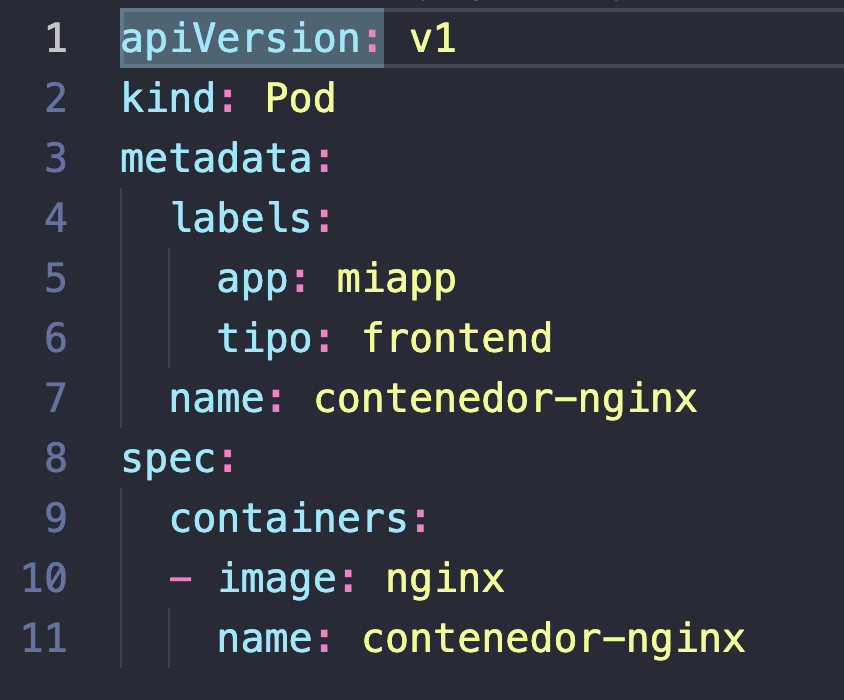 1 apiVersion: v1
2 kind: Pod
3 metadata:
4   labels:
5     app: miapp
6     tipo: frontend
7   name: contenedor-nginx
8 spec:
9   containers:
10   - image: nginx
11     name: contenedor-nginx